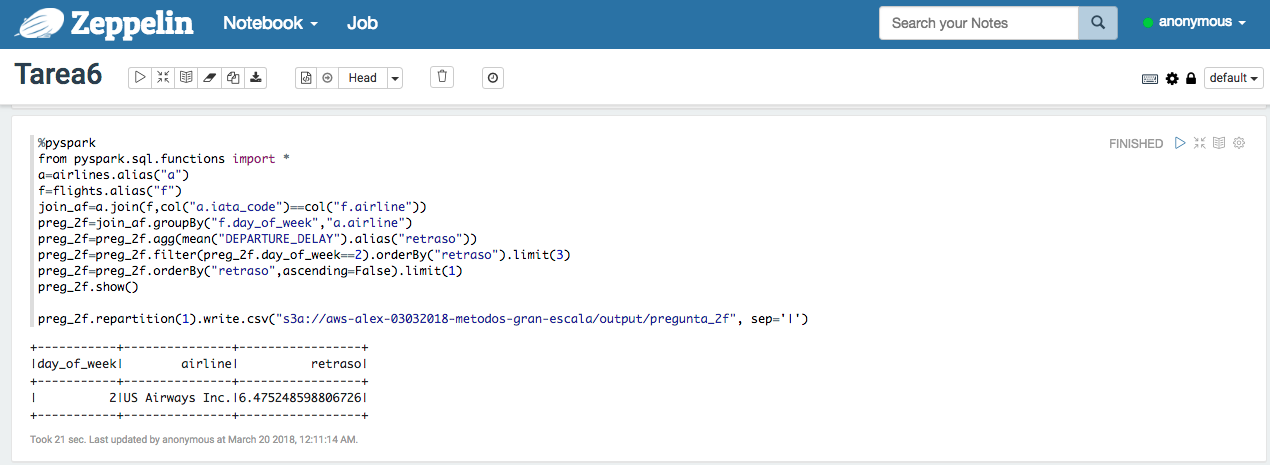 Zeppelin Notebook Job Search your Notes anonymous
Tarea6 Head default
FINISHED
%pyspark
from pyspark.sql.functions import *
a=airlines.alias("a")
f=flights.alias("f")
join_af=a.join(f,col("a.iata_code")==col("f.airline"))
preg_2f=join_af.groupBy("f.day_of_week","a.airline")
preg_2f=preg_2f.agg(mean("DEPARTURE_DELAY").alias("retraso"))
preg_2f=preg_2f.filter(preg_2f.day_of_week==2).orderBy("retraso").limit(3)
preg_2f=preg_2f.orderBy("retraso",ascending=False).limit(1)
preg_2f.show()
preg_2f.repartition(1).write.csv("s3a://aws-alex-03032018-metodos-gran-escala/output/pregunta_2f", sep='|')
+-----------+---------------+-----------------+
|day_of_week|        airline|          retraso|
+-----------+---------------+-----------------+
|          2|US Airways Inc.|6.475248598806726|
+-----------+---------------+-----------------+
Took 21 sec. Last updated by anonymous at March 20 2018, 12:11:14 AM.